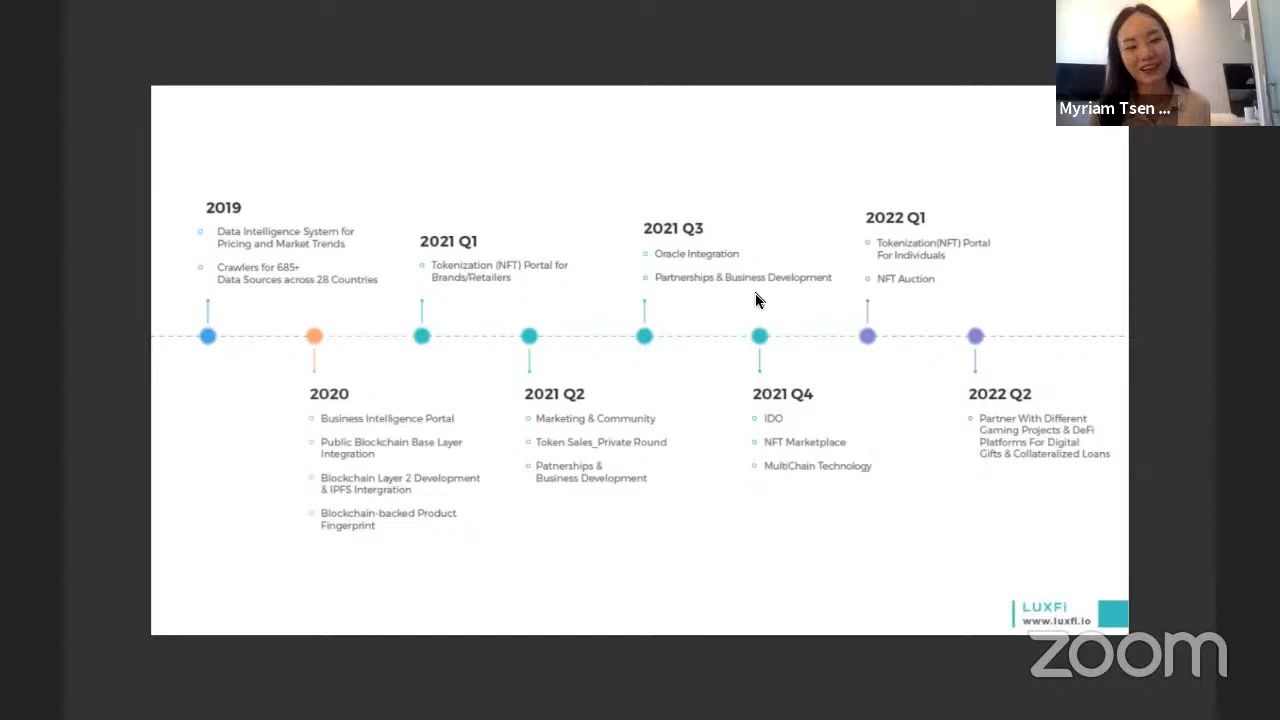 Myriam Tsen ...
2019
Data Intelligence System for
Pricing and Market Trends
Crawlers for 685+
Data Sources across 28 Countries
2021 Q1
Tokenization (NFT) Portal for
Brands/Retailers
2021 Q3
Oracle Integration
Partnerships & Business Development
2022 Q1
Tokenization(NFT) Portal
For Individuals
NFT Auction
2020
Business Intelligence Portal
Public Blockchain Base Layer
Integration
Blockchain Layer 2 Development
& IPFS Intergration
Blockchain-backed Product
Fingerprint
2021 Q2
Marketing & Community
Token Sales_Private Round
Patnerships &
Business Development
2021 Q4
IDO
NFT Marketplace
MultiChain Technology
2022 Q2
Partner With Different
Gaming Projects & DeFi
Platforms For Digital
Gifts & Collateralized Loans
LUXFi
www.luxfi.io
zoom